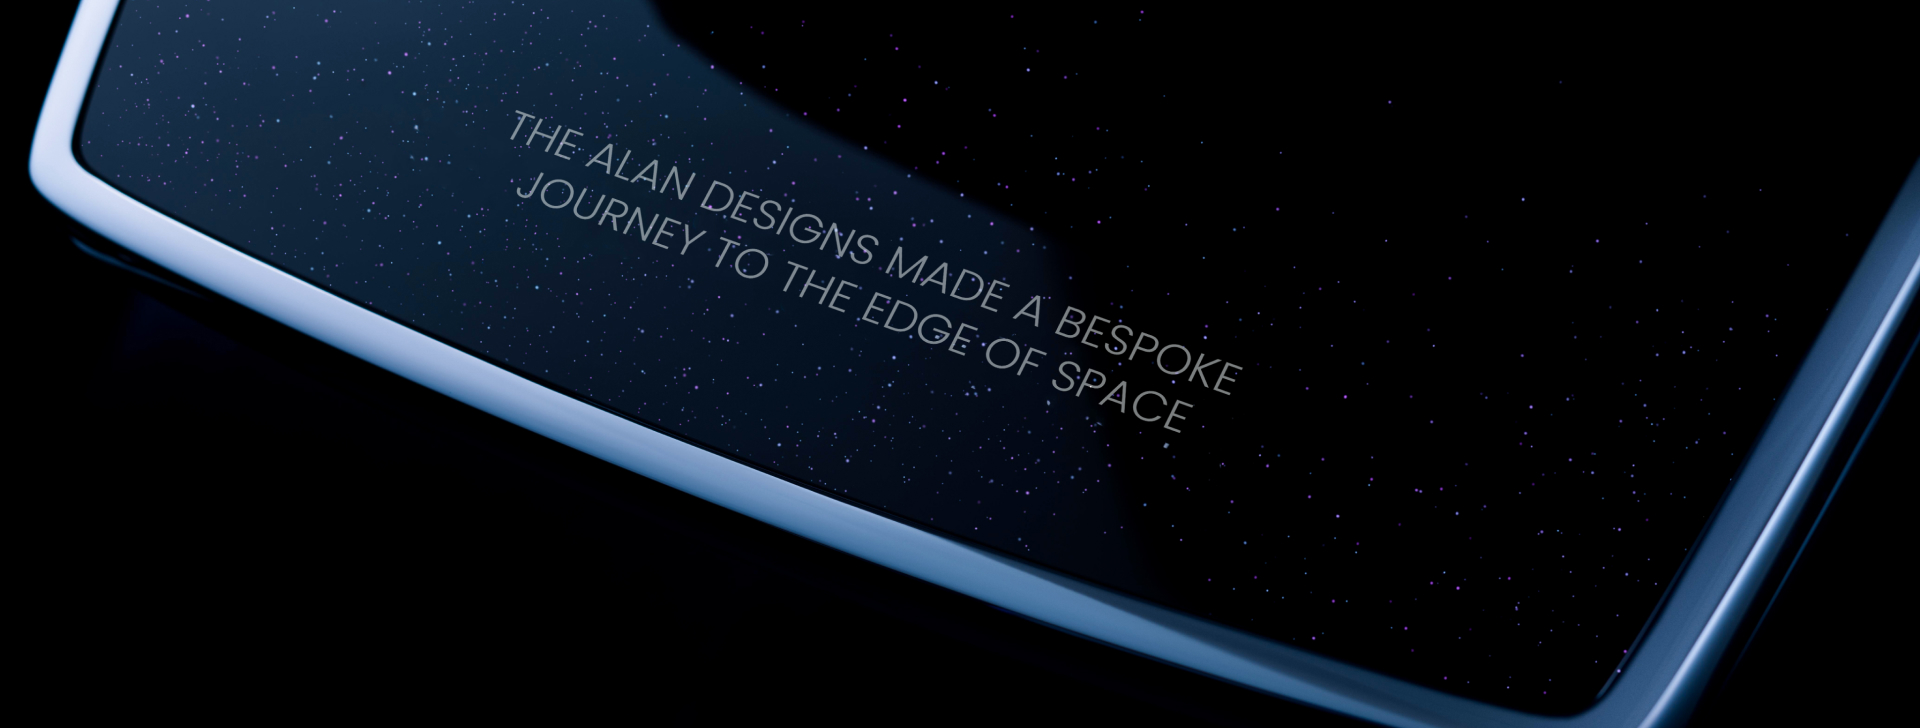 THE ALAN DESIGNS MADE A BESPOKE
JOURNEY TO THE EDGE OF SPACE